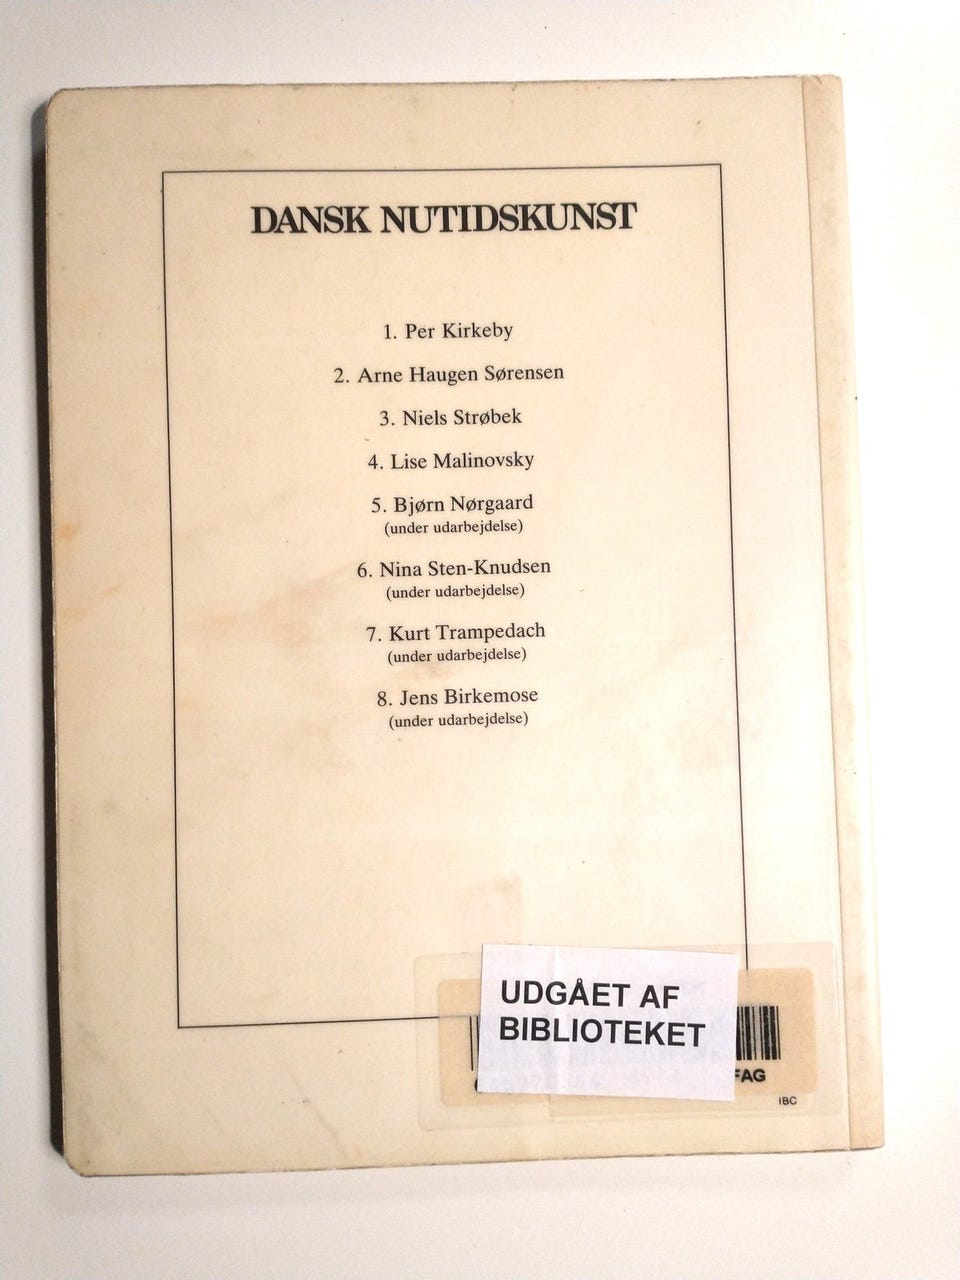 DANSK NUTIDSKUNST
1. Per Kirkeby
2. Arne Haugen Sørensen
3. Niels Strøbek
4. Lise Malinovsky
5. Bjørn Nørgaard
(under udarbejdelse)
6. Nina Sten-Knudsen
(under udarbejdelse)
7. Kurt Trampedach
(under udarbejdelse)
8. Jens Birkemose
(under udarbejdelse)
UDGÅET AF
BIBLIOTEKET
FAG
IBC